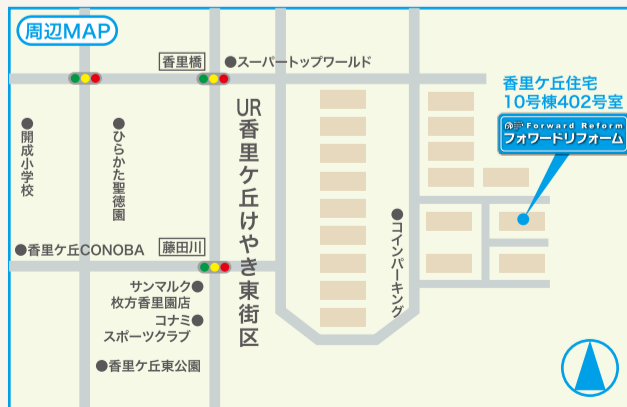 周辺MAP
香里橋
●スーパートップワールド
香里ケ丘住宅
10号棟402号室
Forward Reform
フォワードリフォーム
●開成小学校
●ひらかた聖徳園
UR香里ケ丘けやき東街区
●コインパーキング
●香里ケ丘CONOBA
藤田川
サンマルク●
枚方香里園店
コナミ●
スポーツクラブ
●香里ケ丘東公園